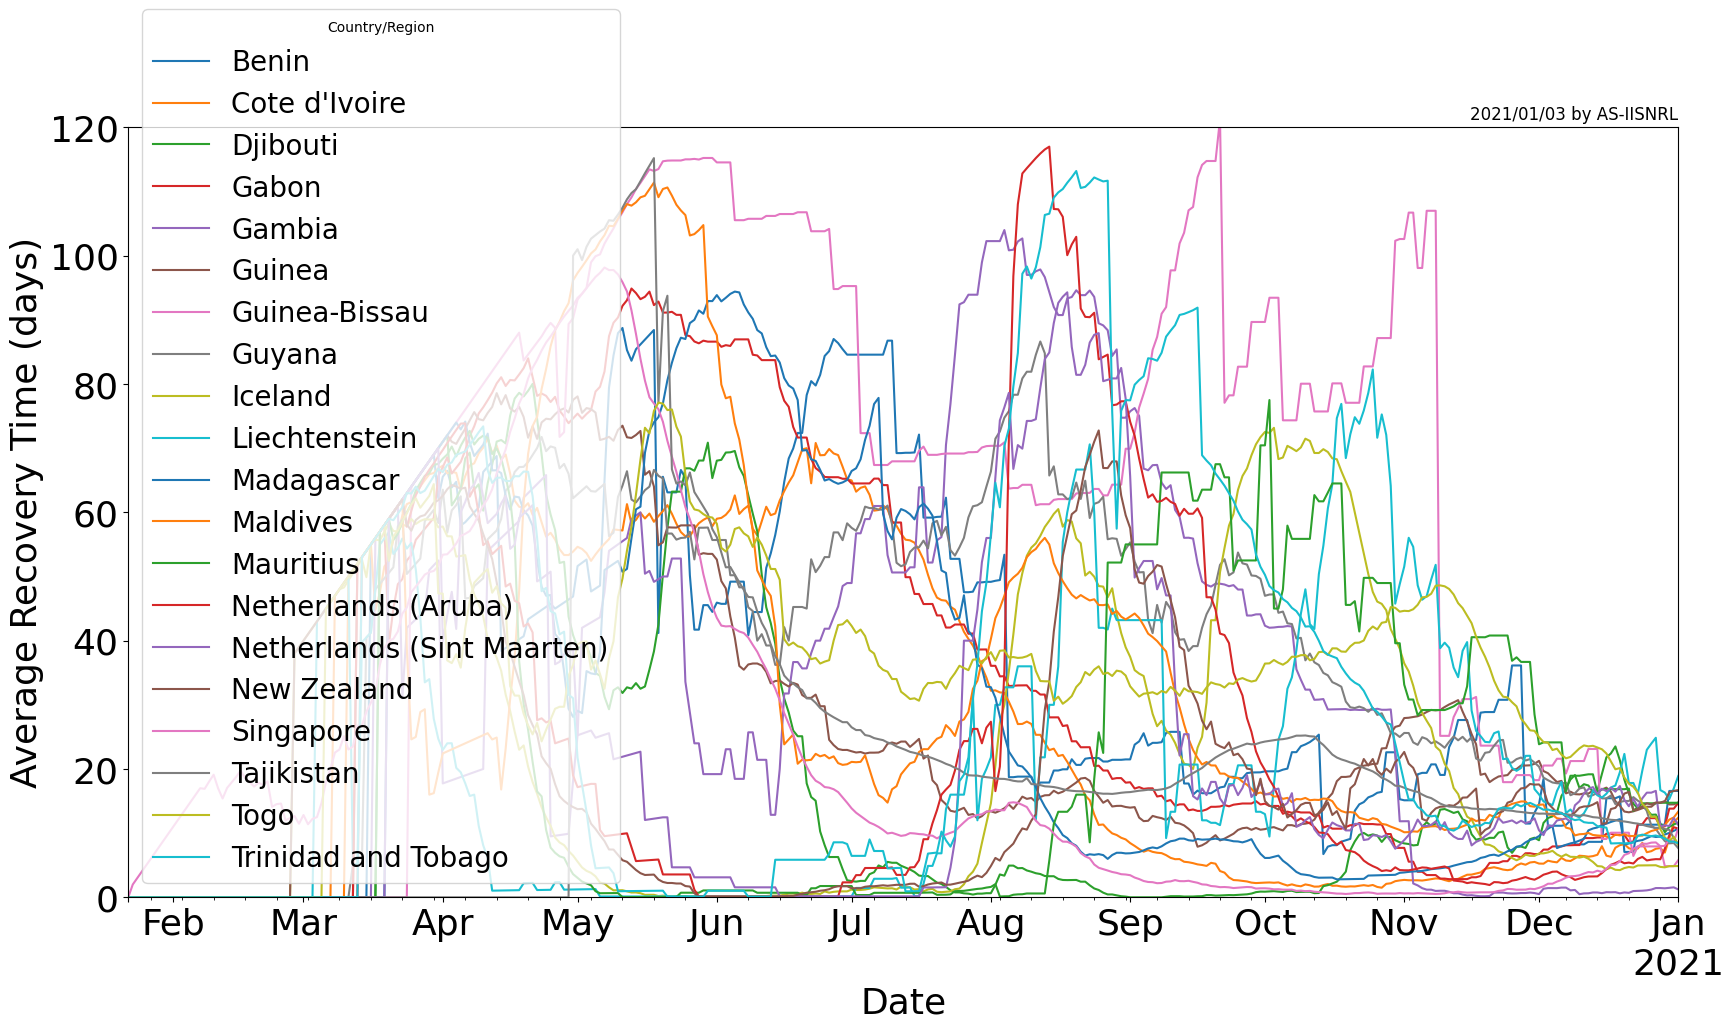 Country/Region
Benin
Cote d'Ivoire
Djibouti
Gabon
Gambia
Guinea
Guinea-Bissau
Guyana
Iceland
Liechtenstein
Madagascar
Maldives
Mauritius
Netherlands (Aruba)
Netherlands (Sint Maarten)
New Zealand
Singapore
Tajikistan
Togo
Trinidad and Tobago
2021/01/03 by AS-IISNRL
Average Recovery Time (days)
120
100
80
60
40
20
0
Feb Mar Apr May Jun Jul Aug Sep Oct Nov Dec Jan
2021
Date